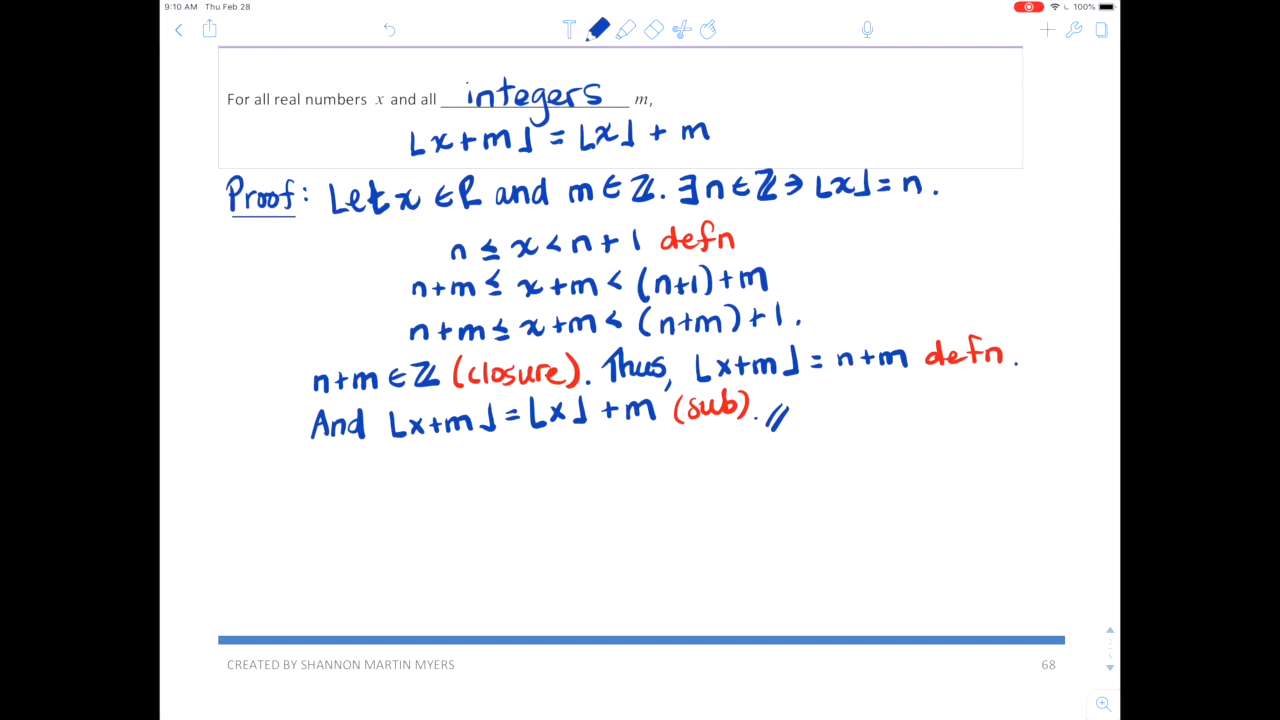 9:10 AM Thu Feb 28 100%
For all real numbers x and all integers m,
⌊x+m⌋ = ⌊x⌋ + m
Proof: Let x ∈ R and m ∈ ℤ. ∃ n ∈ ℤ ∋ ⌊x⌋ = n.
n ≤ x < n + 1 defn
n+m ≤ x+m < (n+1)+m
n+m ≤ x+m < (n+m)+1.
n+m ∈ ℤ (closure). Thus, ⌊x+m⌋ = n+m defn.
And ⌊x+m⌋ = ⌊x⌋ + m (sub). //
CREATED BY SHANNON MARTIN MYERS 68